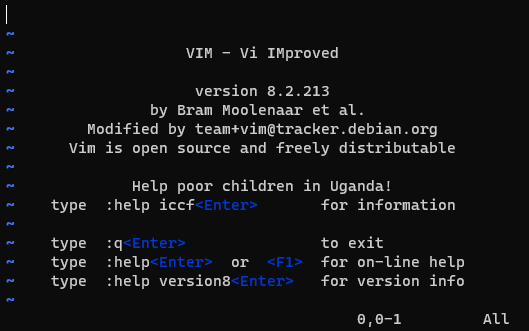 ~
~                VIM - Vi IMproved
~
~                 version 8.2.213
~            by Bram Moolenaar et al.
~     Modified by team+vim@tracker.debian.org
~   Vim is open source and freely distributable
~
~          Help poor children in Uganda!
~ type  :help iccf<Enter>       for information
~
~ type  :q<Enter>               to exit
~ type  :help<Enter>  or  <F1>  for on-line help
~ type  :help version8<Enter>   for version info
~
0,0-1         All